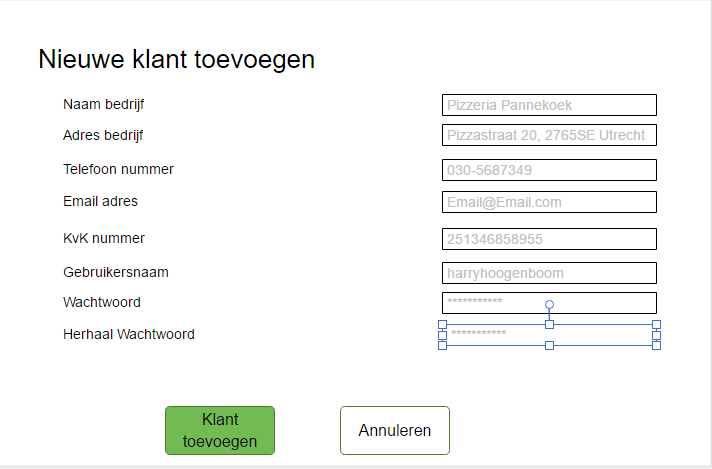 Nieuwe klant toevoegen
Naam bedrijf Pizzeria Pannekoek
Adres bedrijf Pizzastraat 20, 2765SE Utrecht
Telefoon nummer 030-5687349
Email adres Email@Email.com
KvK nummer 251346858955
Gebruikersnaam harryhoogenboom
Wachtwoord ***********
Herhaal Wachtwoord ***********
Klant
toevoegen
Annuleren